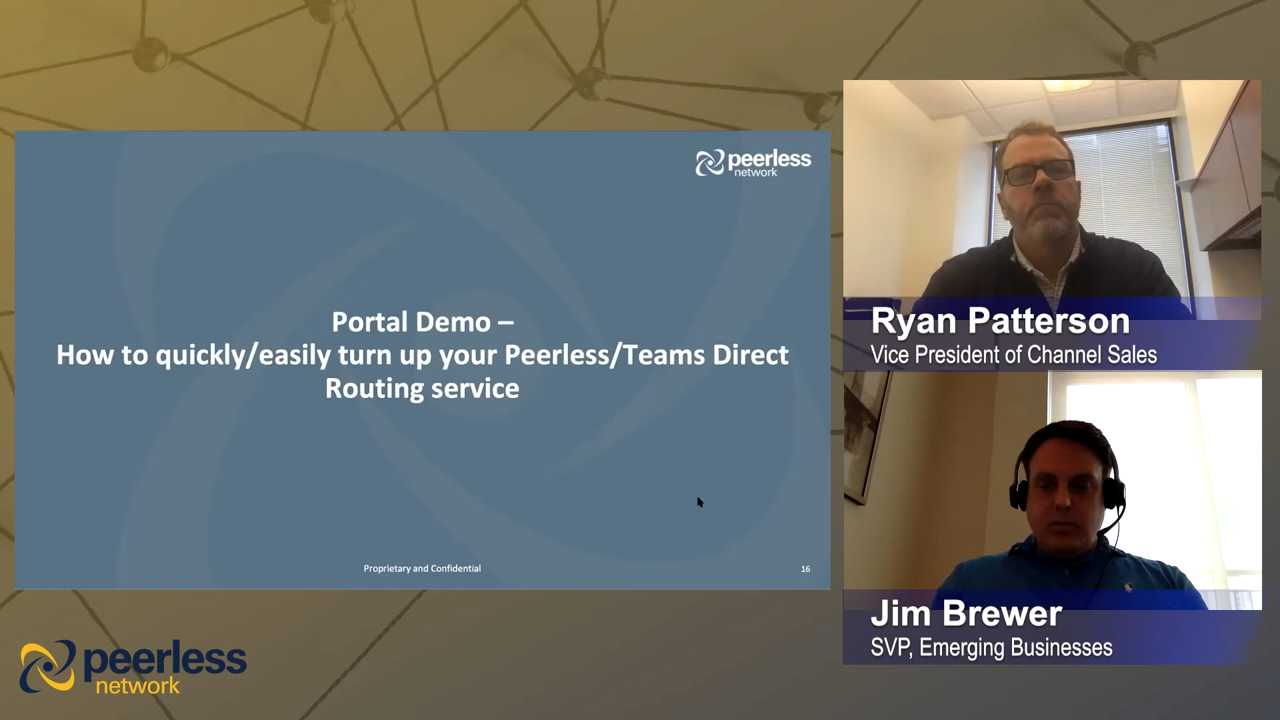 peerless
network
Portal Demo –
How to quickly/easily turn up your Peerless/Teams Direct
Routing service
Proprietary and Confidential
16
Ryan Patterson
Vice President of Channel Sales
Jim Brewer
SVP, Emerging Businesses
peerless
network